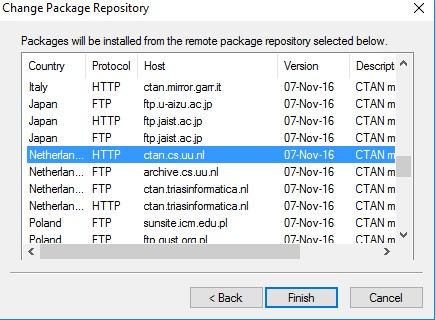 Change Package Repository
Packages will be installed from the remote package repository selected below.
Country Protocol Host Version Descript
Italy HTTP ctan.mirror.garr.it 07-Nov-16 CTAN m
Japan FTP ftp.u-aizu.ac.jp 07-Nov-16 CTAN m
Japan HTTP ftp.jaist.ac.jp 07-Nov-16 CTAN m
Japan FTP ftp.jaist.ac.jp 07-Nov-16 CTAN m
Netherlan... HTTP ctan.cs.uu.nl 07-Nov-16 CTAN m
Netherlan... FTP archive.cs.uu.nl 07-Nov-16 CTAN m
Netherlan... FTP ctan.triasinformatica.nl 07-Nov-16 CTAN m
Netherlan... HTTP ctan.triasinformatica.nl 07-Nov-16 CTAN m
Poland FTP sunsite.icm.edu.pl 07-Nov-16 CTAN m
Poland FTP ftp.gust.org.pl 07-Nov-16 CTAN m
< Back Finish Cancel